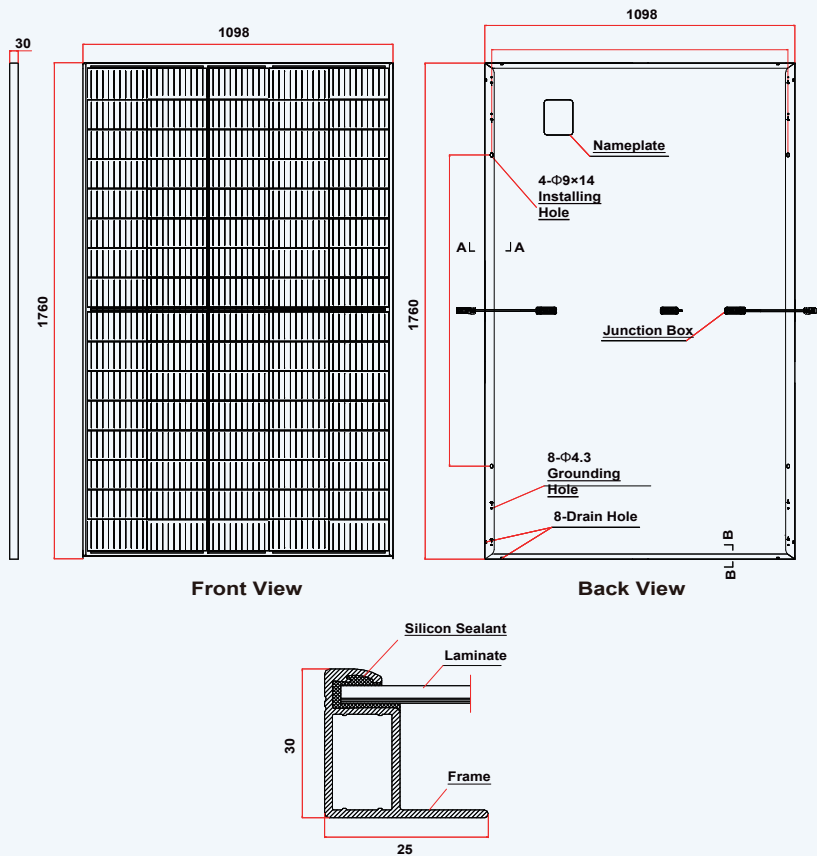 30
1098
1760
Front View
1098
1760
Nameplate
4-Φ9×14
Installing
Hole
A
A
Junction Box
8-Φ4.3
Grounding
Hole
8-Drain Hole
B
B
Back View
Silicon Sealant
Laminate
30
Frame
25